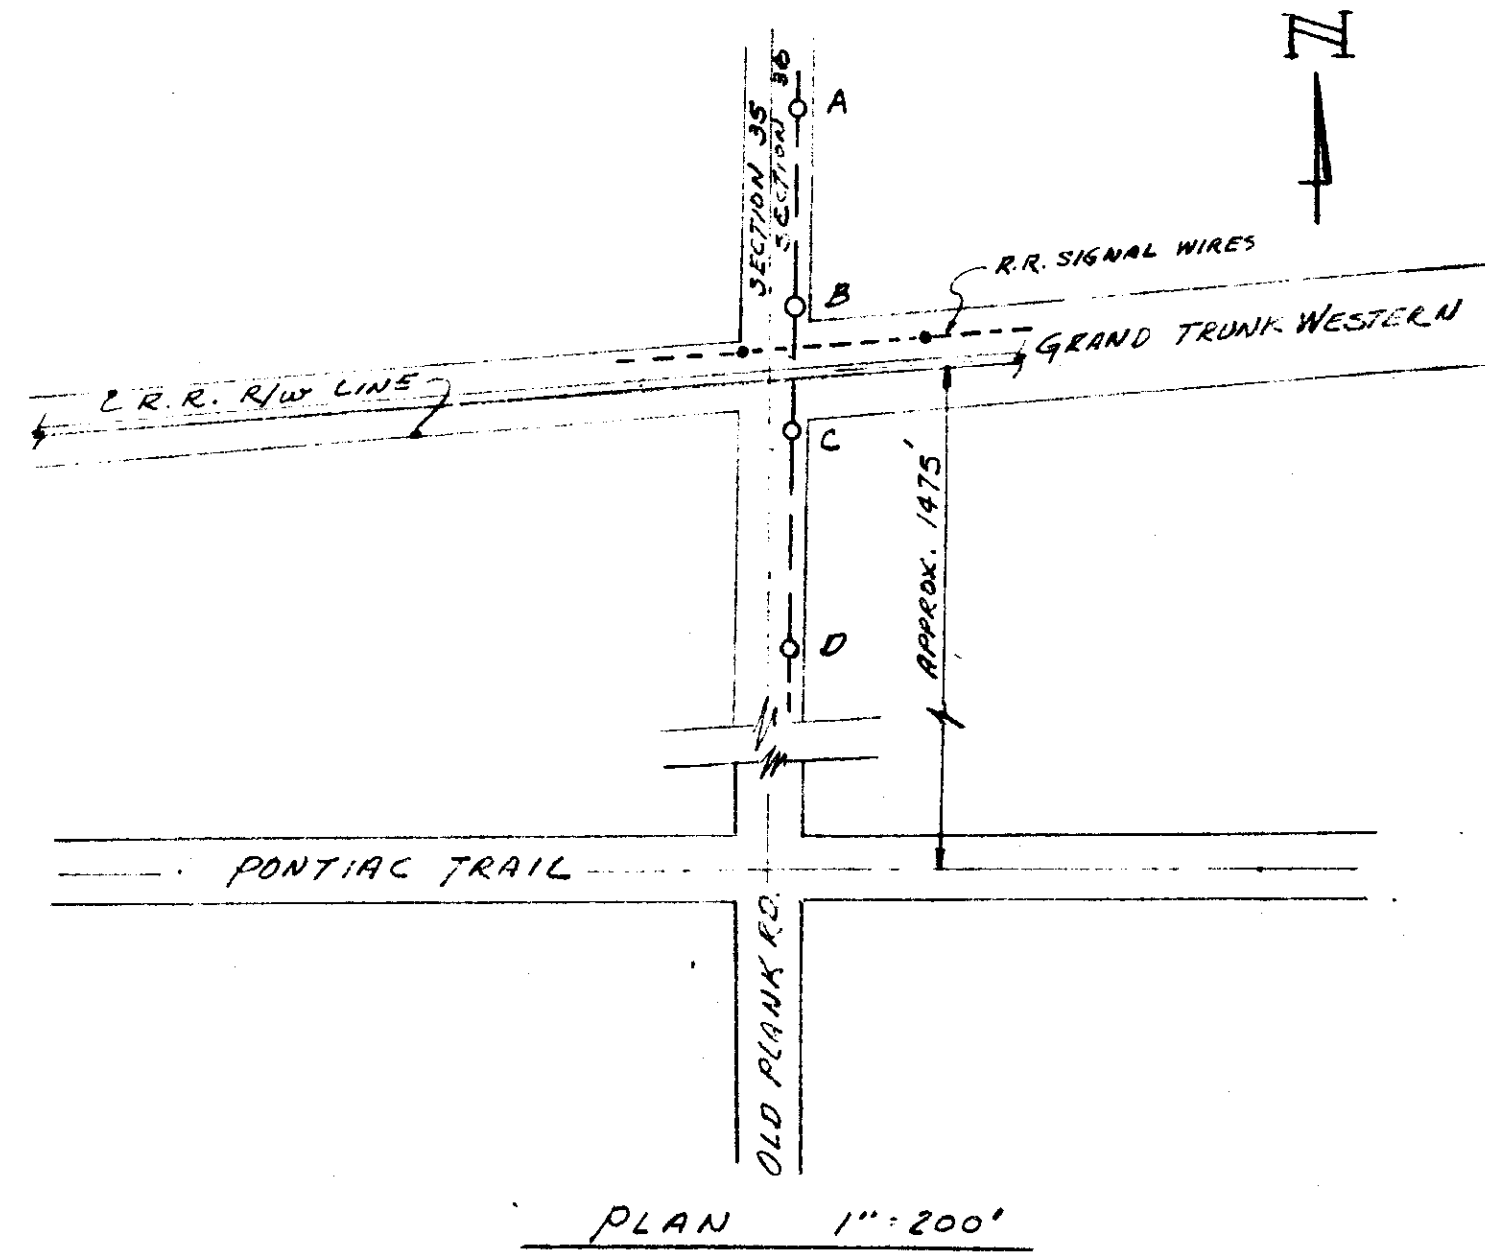 N
SECTION 35
SECTION 36
A
B
R.R. SIGNAL WIRES
GRAND TRUNK WESTERN
R.R. R/W LINE
C
APPROX. 1475'
D
PONTIAC TRAIL
OLD PLANK RD.
PLAN 1"=200'